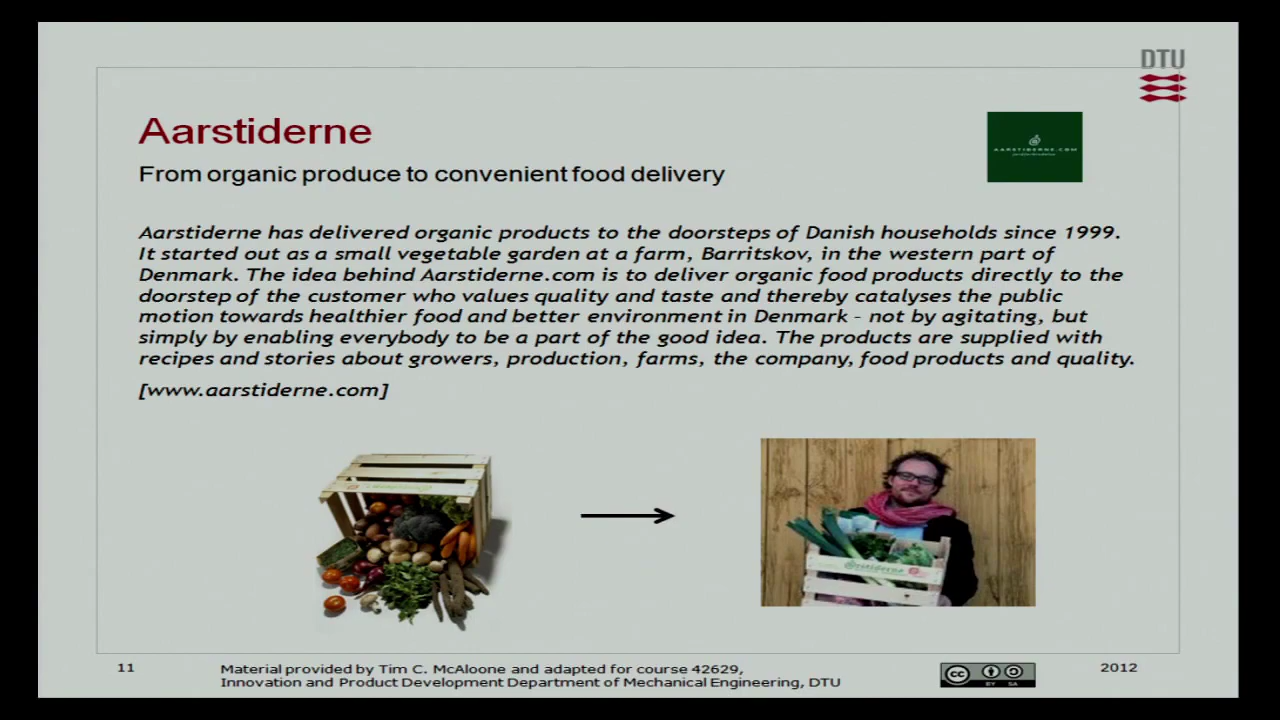 DTU
Aarstiderne
AARSTIDERNE.COM
From organic produce to convenient food delivery
Aarstiderne has delivered organic products to the doorsteps of Danish households since 1999.
It started out as a small vegetable garden at a farm, Barritskov, in the western part of
Denmark. The idea behind Aarstiderne.com is to deliver organic food products directly to the
doorstep of the customer who values quality and taste and thereby catalyses the public
motion towards healthier food and better environment in Denmark - not by agitating, but
simply by enabling everybody to be a part of the good idea. The products are supplied with
recipes and stories about growers, production, farms, the company, food products and quality.
[www.aarstiderne.com]
Aarstiderne
11
Material provided by Tim C. McAloone and adapted for course 42629,
Innovation and Product Development Department of Mechanical Engineering, DTU
cc BY SA
2012